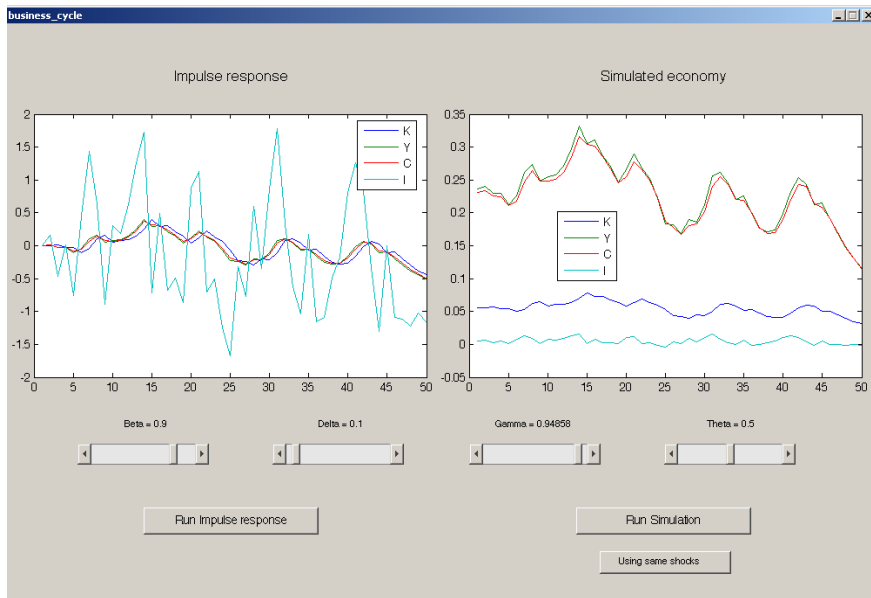 business_cycle
Impulse response
Simulated economy
2
1.5
1
0.5
0
-0.5
-1
-1.5
-2
0 5 10 15 20 25 30 35 40 45 50
K
Y
C
I
0.35
0.3
0.25
0.2
0.15
0.1
0.05
0
-0.05
0 5 10 15 20 25 30 35 40 45 50
K
Y
C
I
Beta = 0.9
Delta = 0.1
Gamma = 0.94858
Theta = 0.5
Run Impulse response
Run Simulation
Using same shocks